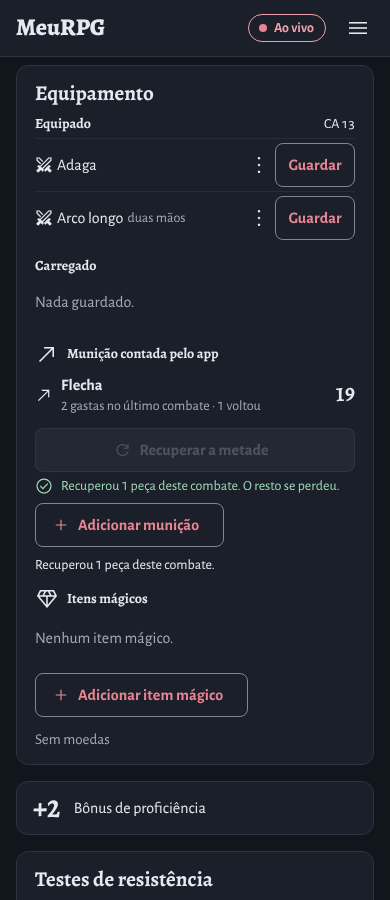 MeuRPG
Ao vivo
Equipamento
Equipado CA 13
Adaga Guardar
Arco longo duas mãos Guardar
Carregado
Nada guardado.
Munição contada pelo app
Flecha 19
2 gastas no último combate · 1 voltou
Recuperar a metade
Recuperou 1 peça deste combate. O resto se perdeu.
Adicionar munição
Recuperou 1 peça deste combate.
Itens mágicos
Nenhum item mágico.
Adicionar item mágico
Sem moedas
+2 Bônus de proficiência
Testes de resistência